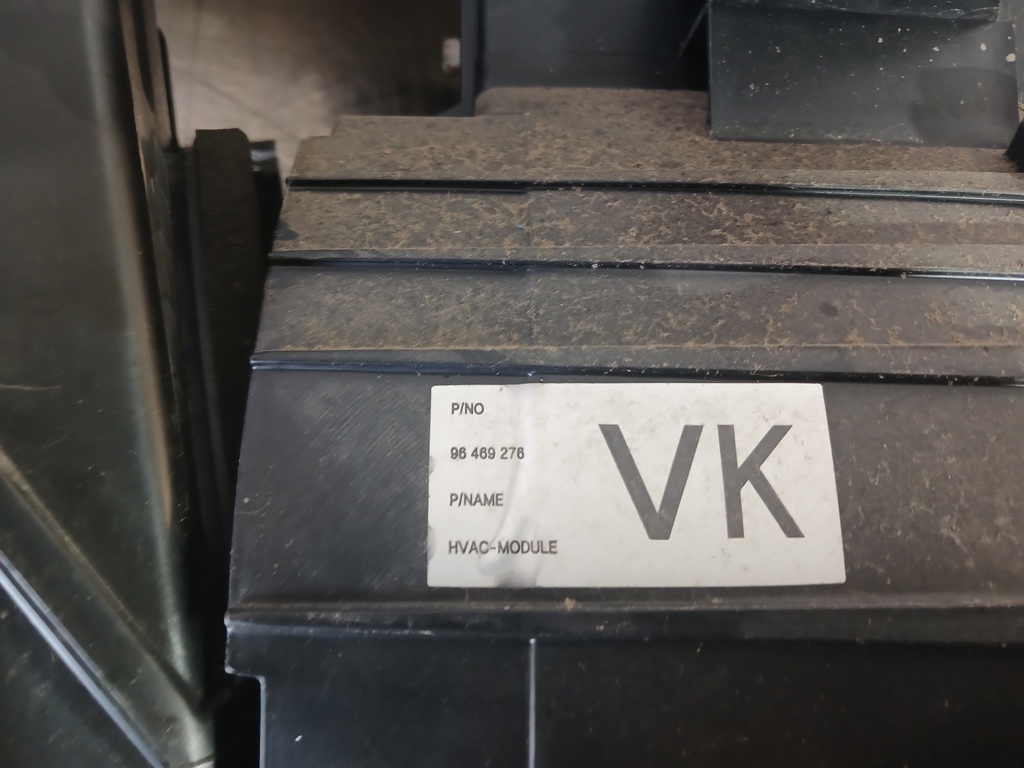 P/NO
96 469 276
P/NAME
HVAC-MODULE
VK